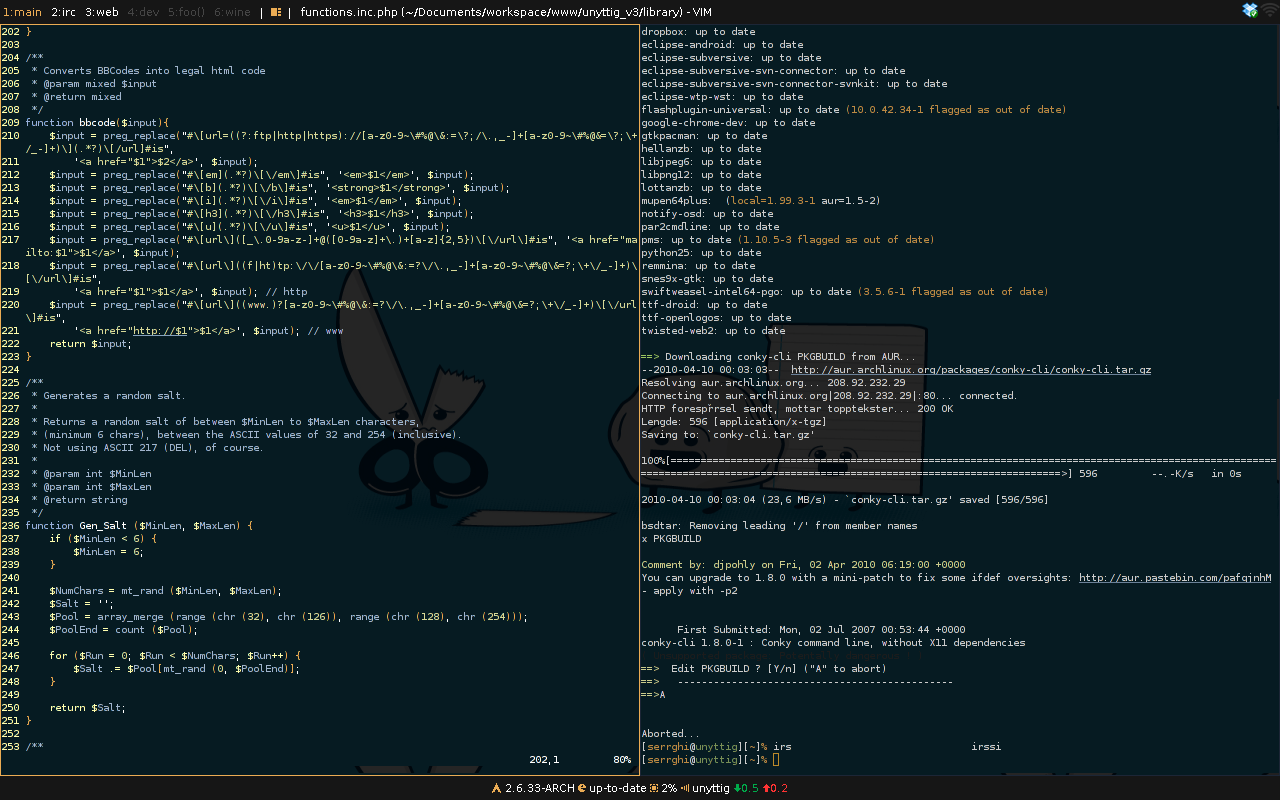 1:main 2:irc 3:web 4:dev 5:foo() 6:wine | | functions.inc.php (~/Documents/workspace/www/unyttig_v3/library) - VIM
202 }
203
204 /**
205  * Converts BBCodes into legal html code
206  * @param mixed $input
207  * @return mixed
208  */
209 function bbcode($input){
210     $input = preg_replace("#\[url=((?:ftp|http|https)://[a-z0-9~\#%@\&:=\?;/\.,_-]+[a-z0-9~\#%@\&=\?;\+
/_-]+)\](.*?)\[/url]#is",
211         '<a href="$1">$2</a>', $input);
212     $input = preg_replace("#\[em](.*?)\[\/em\]#is", '<em>$1</em>', $input);
213     $input = preg_replace("#\[b](.*?)\[\/b\]#is", '<strong>$1</strong>', $input);
214     $input = preg_replace("#\[i](.*?)\[\/i\]#is", '<em>$1</em>', $input);
215     $input = preg_replace("#\[h3](.*?)\[\/h3\]#is", '<h3>$1</h3>', $input);
216     $input = preg_replace("#\[u](.*?)\[\/u\]#is", '<u>$1</u>', $input);
217     $input = preg_replace("#\[url\]([_\.0-9a-z-]+@([0-9a-z]+\.)+[a-z]{2,5})\[\/url\]#is", '<a href="ma
ilto:$1">$1</a>', $input);
218     $input = preg_replace("#\[url\]((f|ht)tp:\/\/[a-z0-9~\#%@\&:=?\/\.,_-]+[a-z0-9~\#%@\&=?;\+\/_-]+)\
[\/url\]#is",
219         '<a href="$1">$1</a>', $input); // http
220     $input = preg_replace("#\[url\]((www.)?[a-z0-9~\#%@\&:=?\/\.,_-]+[a-z0-9~\#%@\&=?;\+\/_-]+)\[\/url
\]#is",
221         '<a href="http://$1">$1</a>', $input); // www
222     return $input;
223 }
224
225 /**
226  * Generates a random salt.
227  *
228  * Returns a random salt of between $MinLen to $MaxLen characters,
229  * (minimum 6 chars), between the ASCII values of 32 and 254 (inclusive).
230  * Not using ASCII 217 (DEL), of course.
231  *
232  * @param int $MinLen
233  * @param int $MaxLen
234  * @return string
235  */
236 function Gen_Salt ($MinLen, $MaxLen) {
237     if ($MinLen < 6) {
238         $MinLen = 6;
239     }
240
241     $NumChars = mt_rand ($MinLen, $MaxLen);
242     $Salt = '';
243     $Pool = array_merge (range (chr (32), chr (126)), range (chr (128), chr (254)));
244     $PoolEnd = count ($Pool);
245
246     for ($Run = 0; $Run < $NumChars; $Run++) {
247         $Salt .= $Pool[mt_rand (0, $PoolEnd)];
248     }
249
250     return $Salt;
251 }
252
253 /**
202,1 80%
dropbox: up to date
eclipse-android: up to date
eclipse-subversive: up to date
eclipse-subversive-svn-connector: up to date
eclipse-subversive-svn-connector-svnkit: up to date
eclipse-wtp-wst: up to date
flashplugin-universal: up to date (10.0.42.34-1 flagged as out of date)
google-chrome-dev: up to date
gtkpacman: up to date
hellanzb: up to date
libjpeg6: up to date
libpng12: up to date
lottanzb: up to date
mupen64plus:  (local=1.99.3-1 aur=1.5-2)
notify-osd: up to date
par2cmdline: up to date
pms: up to date (1.10.5-3 flagged as out of date)
python25: up to date
remmina: up to date
snes9x-gtk: up to date
swiftweasel-intel64-pgo: up to date (3.5.6-1 flagged as out of date)
ttf-droid: up to date
ttf-openlogos: up to date
twisted-web2: up to date
==> Downloading conky-cli PKGBUILD from AUR...
--2010-04-10 00:03:03--  http://aur.archlinux.org/packages/conky-cli/conky-cli.tar.gz
Resolving aur.archlinux.org... 208.92.232.29
Connecting to aur.archlinux.org|208.92.232.29|:80... connected.
HTTP forespørsel sendt, mottar topptekster... 200 OK
Lengde: 596 [application/x-tgz]
Saving to: `conky-cli.tar.gz'
100%[=====================================================================================================
======================================================================>] 596         --.-K/s   in 0s
2010-04-10 00:03:04 (23,6 MB/s) - `conky-cli.tar.gz' saved [596/596]
bsdtar: Removing leading '/' from member names
x PKGBUILD
Comment by: djpohly on Fri, 02 Apr 2010 06:19:00 +0000
You can upgrade to 1.8.0 with a mini-patch to fix some ifdef oversights: http://aur.pastebin.com/pafqjnhM
- apply with -p2
First Submitted: Mon, 02 Jul 2007 00:53:44 +0000
conky-cli 1.8.0-1 : Conky command line, without X11 dependencies
==>  Edit PKGBUILD ? [Y/n] ("A" to abort)
==>   ----------------------------------------------
==>A
Aborted...
[serrghi@unyttig][~]% irs                              irssi
[serrghi@unyttig][~]%
2.6.33-ARCH up-to-date 2% unyttig 0.5 0.2